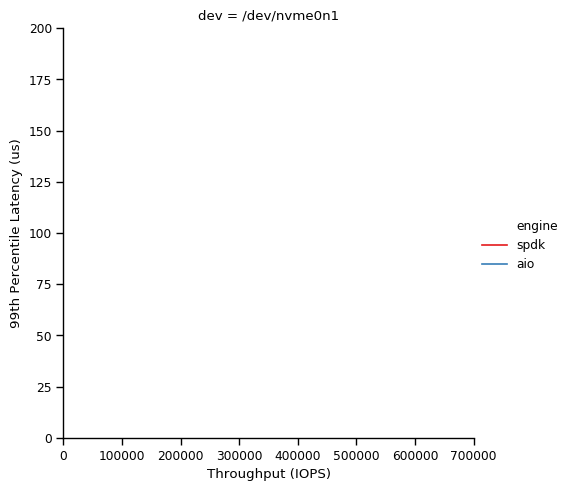 dev = /dev/nvme0n1
200
175
150
125
100
75
50
25
0
99th Percentile Latency (us)
0 100000 200000 300000 400000 500000 600000 700000
Throughput (IOPS)
engine
spdk
aio